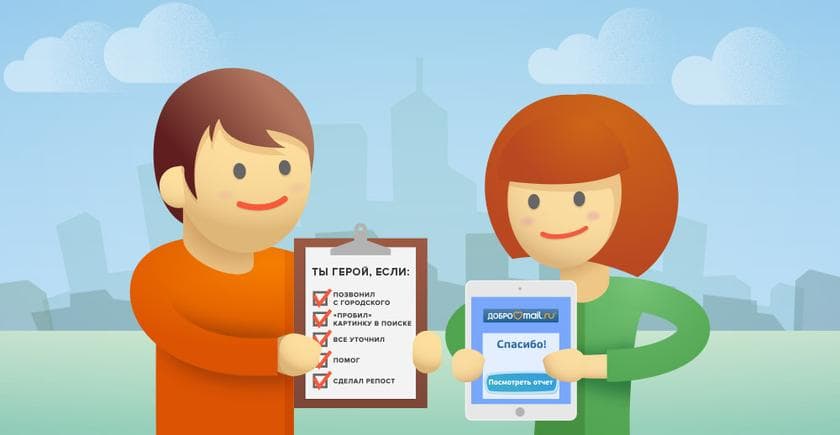 ТЫ ГЕРОЙ, ЕСЛИ:
ПОЗВОНИЛ
С ГОРОДСКОГО
«ПРОБИЛ»
КАРТИНКУ В ПОИСКЕ
ВСЕ УТОЧНИЛ
ПОМОГ
СДЕЛАЛ РЕПОСТ
ДОБРО mail.ru
Спасибо!
Посмотреть отчет